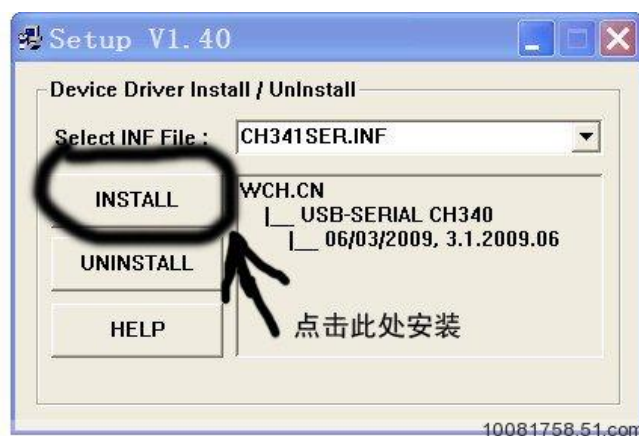 Setup V1.40
Device Driver Install / UnInstall
Select INF File :
CH341SER.INF
INSTALL
WCH.CN
|__ USB-SERIAL CH340
|__ 06/03/2009, 3.1.2009.06
UNINSTALL
HELP
点击此处安装
10081758.51.com